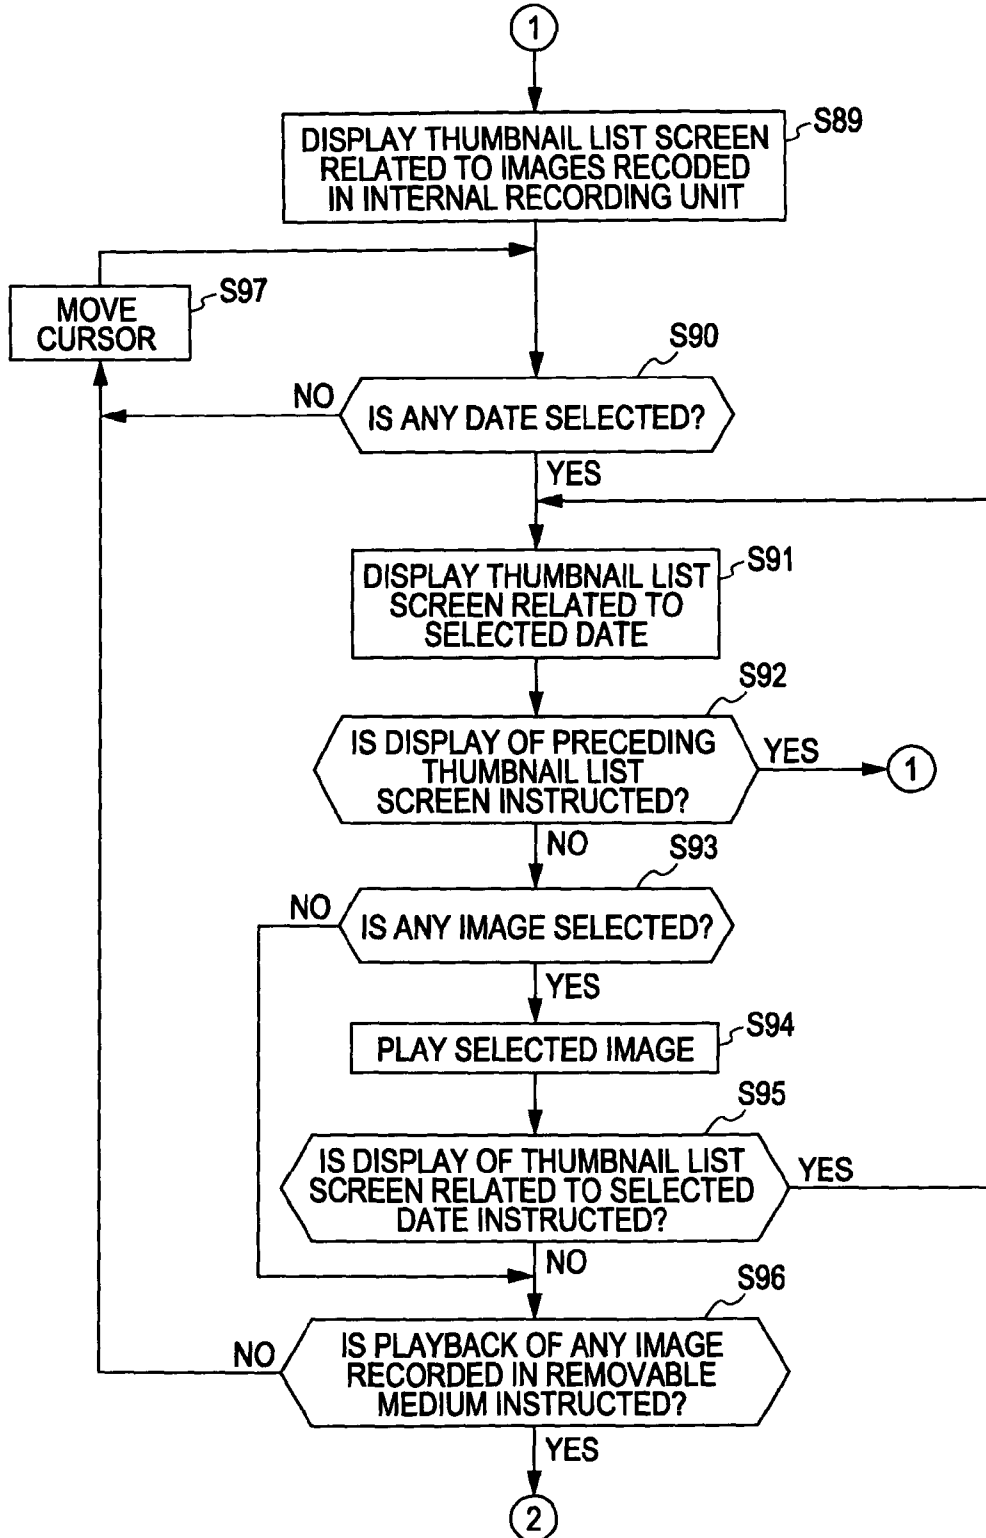 1
DISPLAY THUMBNAIL LIST SCREEN
RELATED TO IMAGES RECODED
IN INTERNAL RECORDING UNIT
S89
MOVE
CURSOR
S97
S90
NO
IS ANY DATE SELECTED?
YES
S91
DISPLAY THUMBNAIL LIST
SCREEN RELATED TO
SELECTED DATE
S92
IS DISPLAY OF PRECEDING
THUMBNAIL LIST
SCREEN INSTRUCTED?
YES
1
NO
S93
NO
IS ANY IMAGE SELECTED?
YES
S94
PLAY SELECTED IMAGE
S95
IS DISPLAY OF THUMBNAIL LIST
SCREEN RELATED TO SELECTED
DATE INSTRUCTED?
YES
NO
S96
NO
IS PLAYBACK OF ANY IMAGE
RECORDED IN REMOVABLE
MEDIUM INSTRUCTED?
YES
2